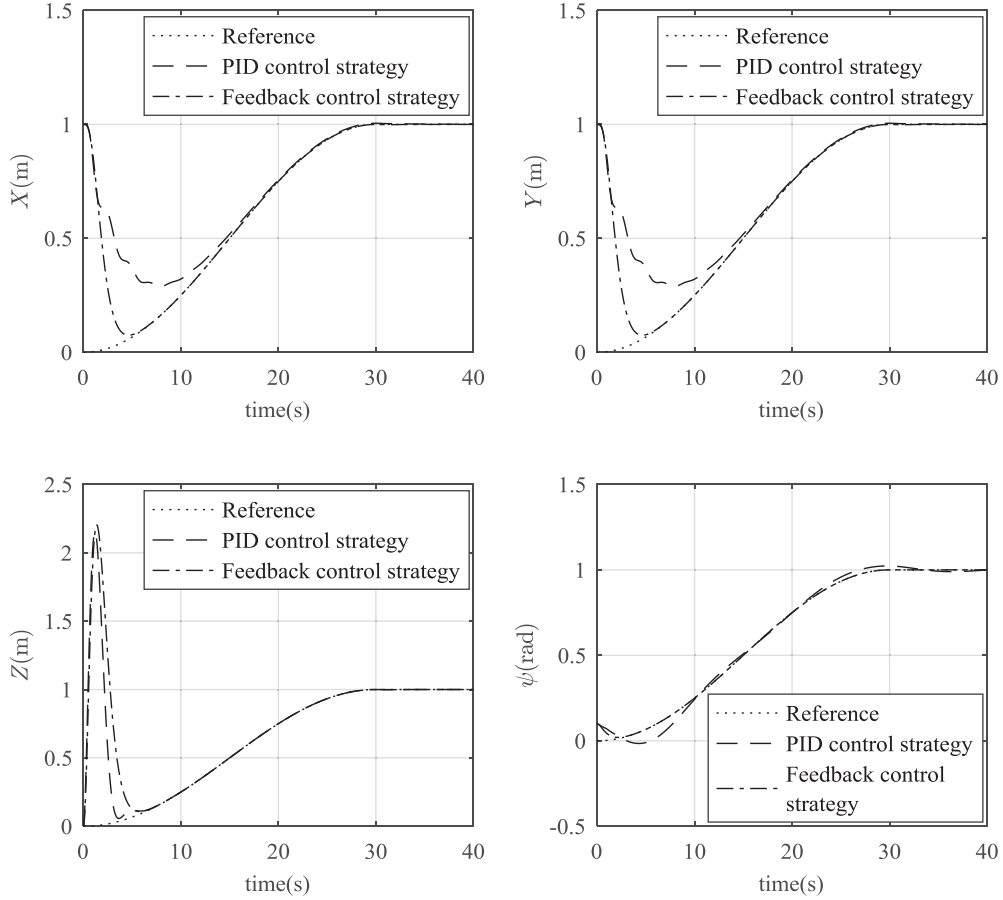 1.5
1
0.5
0
X(m)
0 10 20 30 40
time(s)
Reference
PID control strategy
Feedback control strategy
1.5
1
0.5
0
Y(m)
0 10 20 30 40
time(s)
Reference
PID control strategy
Feedback control strategy
2.5
2
1.5
1
0.5
0
Z(m)
0 10 20 30 40
time(s)
Reference
PID control strategy
Feedback control strategy
1.5
1
0.5
0
-0.5
ψ(rad)
0 10 20 30 40
time(s)
Reference
PID control strategy
Feedback control
strategy